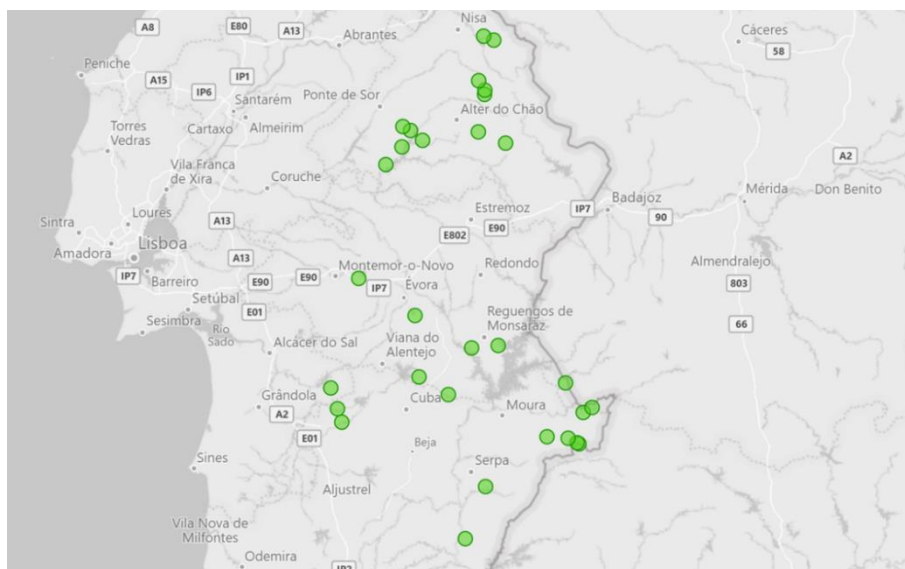 A8
E80
A13
Nisa
Abrantes
Cáceres
58
Peniche
A15
IP1
IP6
Santarém
Ponte de Sor
Alter do Chão
Cartaxo
Almeirim
Torres
Vedras
A2
Vila Franca
de Xira
Coruche
Mérida
Don Benito
Badajoz
IP7
90
Estremoz
Loures
A13
E90
E802
Sintra
Lisboa
Amadora
A13
Almendralejo
IP7
Barreiro
E90
E90
Montemor-o-Novo
Redondo
IP7
803
Évora
Setúbal
E01
Reguengos de
Monsaraz
66
Sesimbra
Rio
Sado
Viana do
Alentejo
Alcácer do Sal
Grândola
Cuba
A2
Moura
E01
Beja
Sines
Serpa
Aljustrel
Vila Nova de
Milfontes
Odemira
IP2